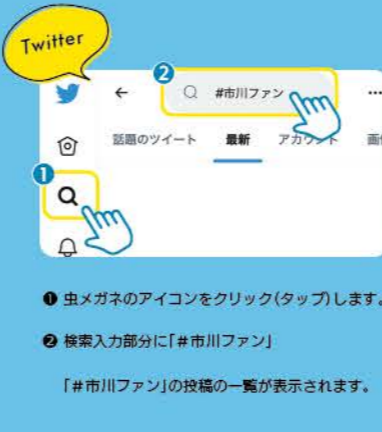 Twitter
❷
← #市川ファン …
話題のツイート 最新 アカウント
❶
❶ 虫メガネのアイコンをクリック(タップ)します。
❷ 検索入力部分に「#市川ファン」
「#市川ファン」の投稿の一覧が表示されます。